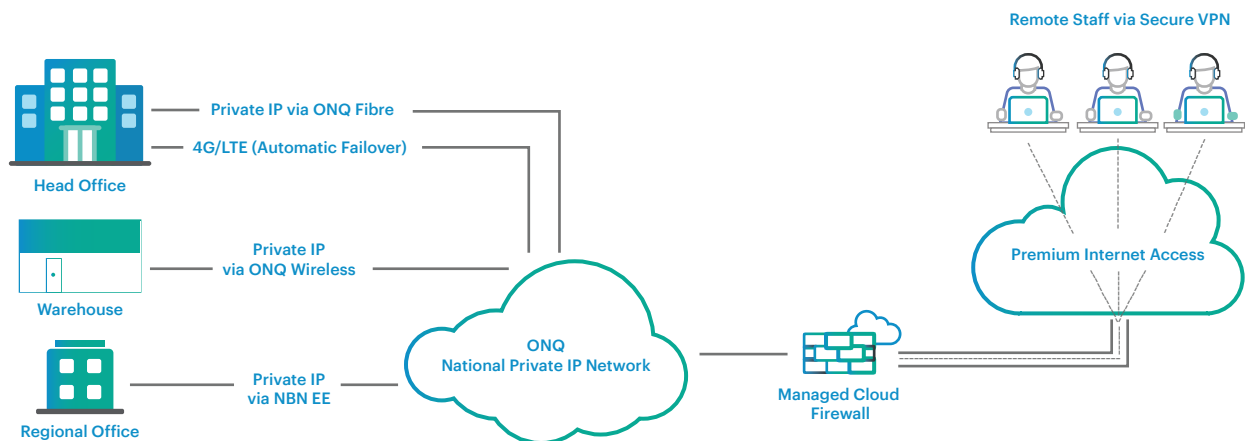 Remote Staff via Secure VPN
Private IP via ONQ Fibre
4G/LTE (Automatic Failover)
Head Office
Private IP
via ONQ Wireless
Warehouse
Private IP
via NBN EE
Regional Office
ONQ
National Private IP Network
Managed Cloud
Firewall
Premium Internet Access